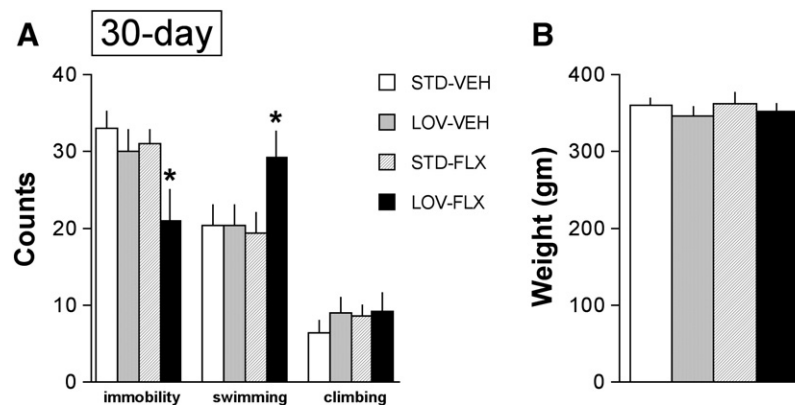 A 30-day B
Counts
40
30
20
10
0
* *
immobility swimming climbing
STD-VEH
LOV-VEH
STD-FLX
LOV-FLX
Weight (gm)
400
300
200
100
0